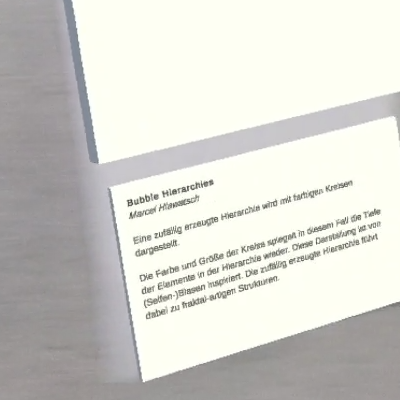 Bubble Hierarchies
Marcel Hlawatsch
Eine zufällig erzeugte Hierarchie wird mit farbigen Kreisen
dargestellt.
Die Farbe und Größe der Kreise spiegelt in diesem Fall die Tiefe
der Elemente in der Hierarchie wieder. Diese Darstellung ist von
(Seifen-)Blasen inspiriert. Die zufällig erzeugte Hierarchie führt
dabei zu fraktal-artigen Strukturen.